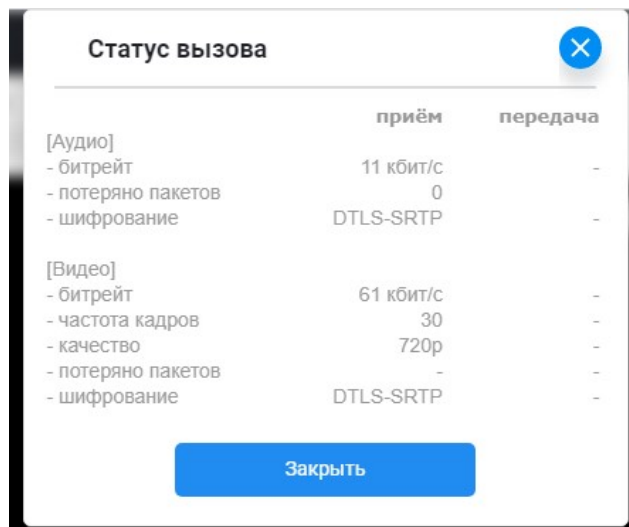 Статус вызова
приём передача
[Аудио]
- битрейт 11 кбит/с -
- потеряно пакетов 0
- шифрование DTLS-SRTP -
[Видео]
- битрейт 61 кбит/с -
- частота кадров 30 -
- качество 720p -
- потеряно пакетов - -
- шифрование DTLS-SRTP -
Закрыть